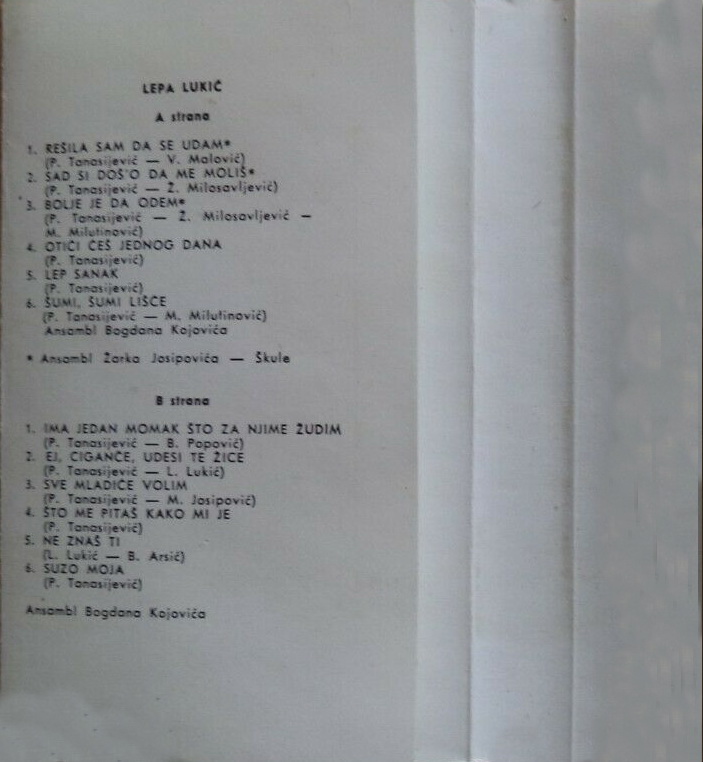 LEPA LUKIĆ
A strana
1. REŠILA SAM DA SE UDAM*
(P. Tanasijević — V. Malović)
2. SAD SI DOŠ'O DA ME MOLIŠ*
(P. Tanasijević — Ž. Milosavljević)
3. BOLJE JE DA ODEM*
(P. Tanasijević — Ž. Milosavljević —
M. Milutinović)
4. OTIĆI ĆEŠ JEDNOG DANA
(P. Tanasijević)
5. LEP SANAK
(P. Tanasijević)
6. ŠUMI, ŠUMI LIŠĆE
(P. Tanasijević — M. Milutinović)
Ansambl Bogdana Kojovića
* Ansambl Žarka Josipovića — Škule
B strana
1. IMA JEDAN MOMAK ŠTO ZA NJIME ŽUDIM
(P. Tanasijević — B. Popović)
2. EJ, CIGANČE, UDESI TE ŽICE
(P. Tanasijević — L. Lukić)
3. SVE MLADIĆE VOLIM
(P. Tanasijević — M. Josipović)
4. ŠTO ME PITAŠ KAKO MI JE
(P. Tanasijević)
5. NE ZNAŠ TI
(L. Lukić — B. Arsić)
6. SUZO MOJA
(P. Tanasijević)
Ansambl Bogdana Kojovića